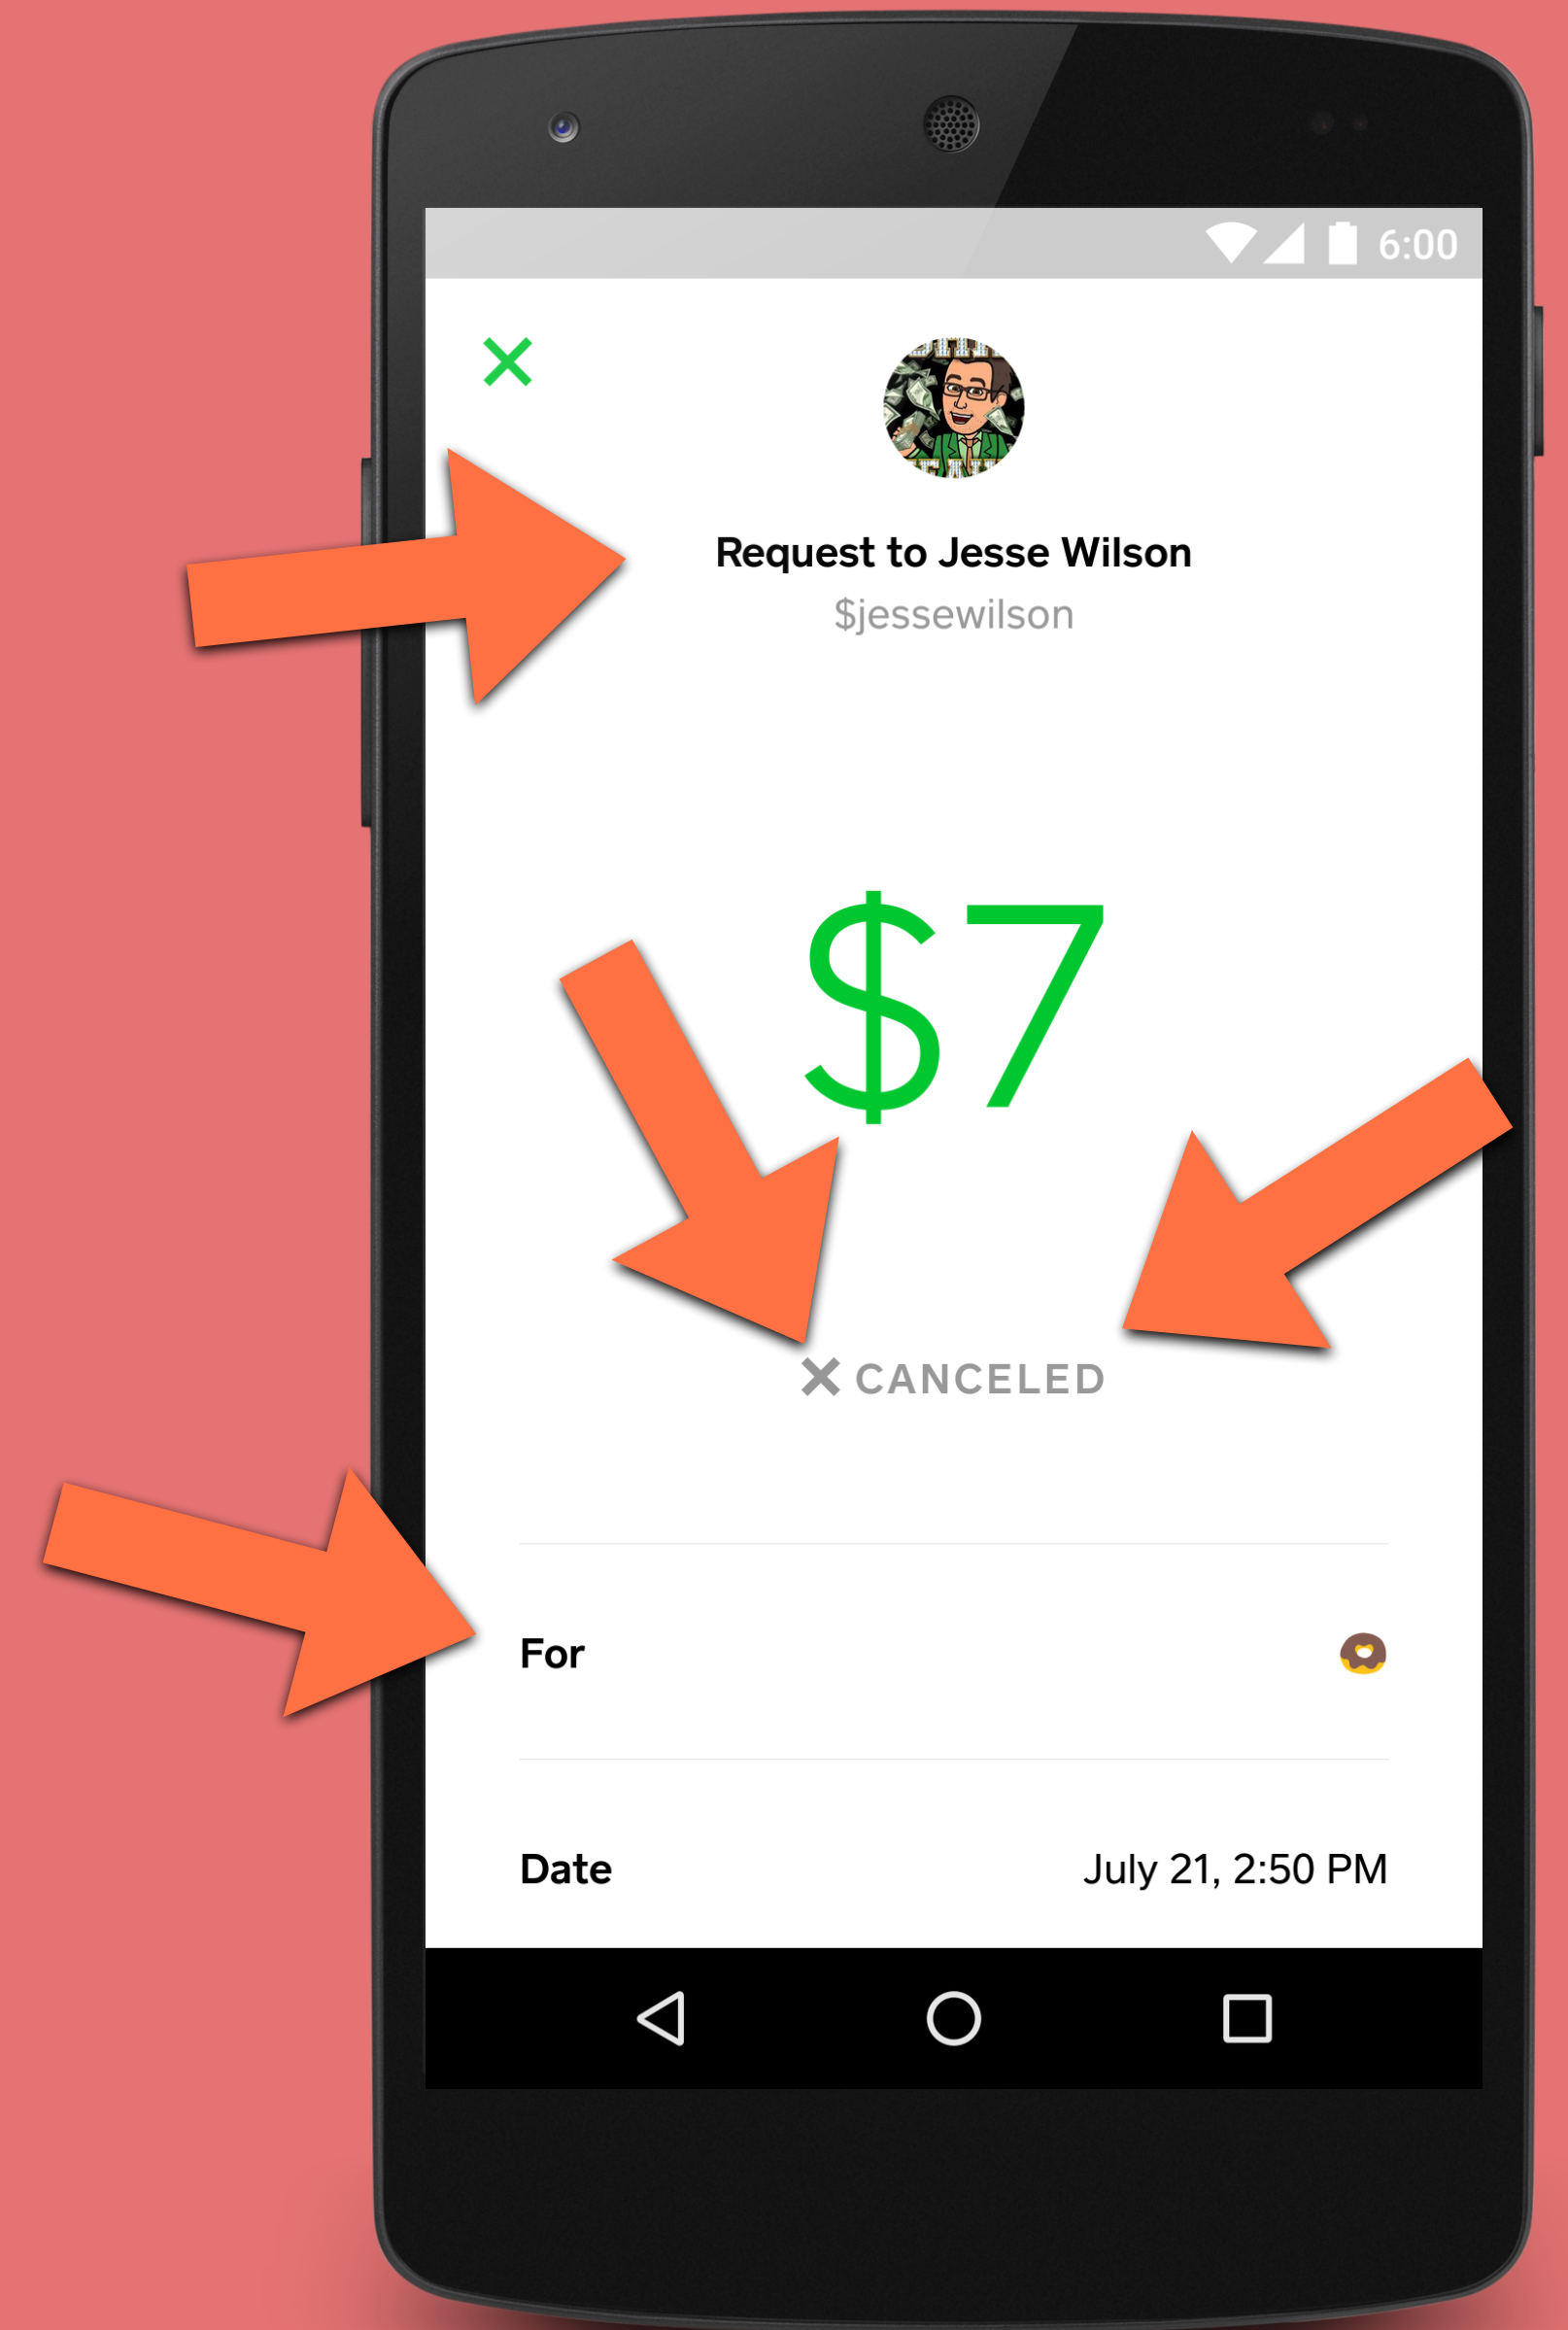 6:00
Request to Jesse Wilson
$jessewilson
$7
CANCELED
For
Date July 21, 2:50 PM